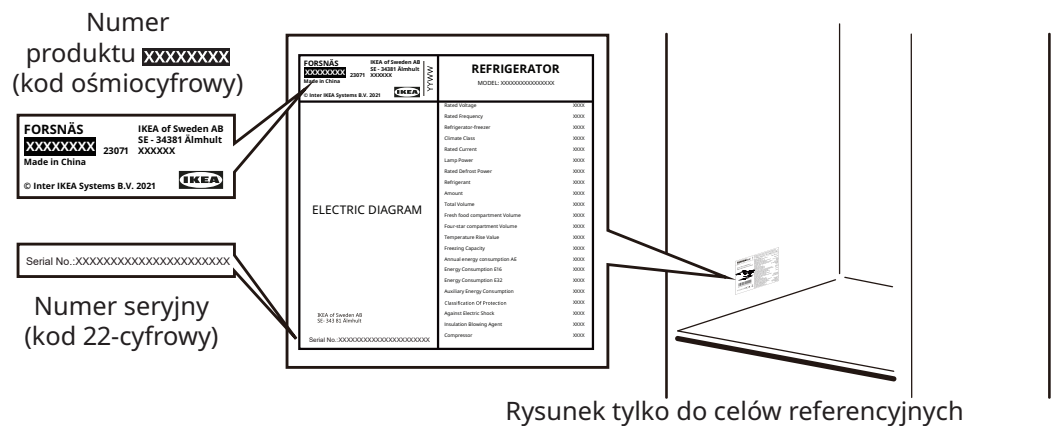 Numer
produktu XXXXXXXX
(kod ośmiocyfrowy)
FORSNÄS
XXXXXXXX 23071
Made in China
IKEA of Sweden AB
SE - 34381 Älmhult
XXXXXX
© Inter IKEA Systems B.V. 2021
IKEA
Serial No.:XXXXXXXXXXXXXXXXXXXXXX
Numer seryjny
(kod 22-cyfrowy)
FORSNÄS
XXXXXXXX 23071
Made in China
IKEA of Sweden AB
SE - 34381 Älmhult
XXXXXX
© Inter IKEA Systems B.V. 2021
IKEA
YYWW
REFRIGERATOR
MODEL: XXXXXXXXXXXXXXXX
Rated Voltage XXXX
Rated Frequency XXXX
Refrigerator-freezer XXXX
Climate Class XXXX
Rated Current XXXX
Lamp Power XXXX
Rated Defrost Power XXXX
Refrigerant XXXX
Amount XXXX
Total Volume XXXX
Fresh food compartment Volume XXXX
Four-star compartment Volume XXXX
Temperature Rise Value XXXX
Freezing Capacity XXXX
Annual energy consumption AE XXXX
Energy Consumption E16 XXXX
Energy Consumption E32 XXXX
Auxiliary Energy Consumption XXXX
Classification Of Protection XXXX
Against Electric Shock XXXX
Insulation Blowing Agent XXXX
Compressor XXXX
ELECTRIC DIAGRAM
IKEA of Sweden AB
SE- 343 81 Älmhult
Serial No.:XXXXXXXXXXXXXXXXXXXXXX
Rysunek tylko do celów referencyjnych